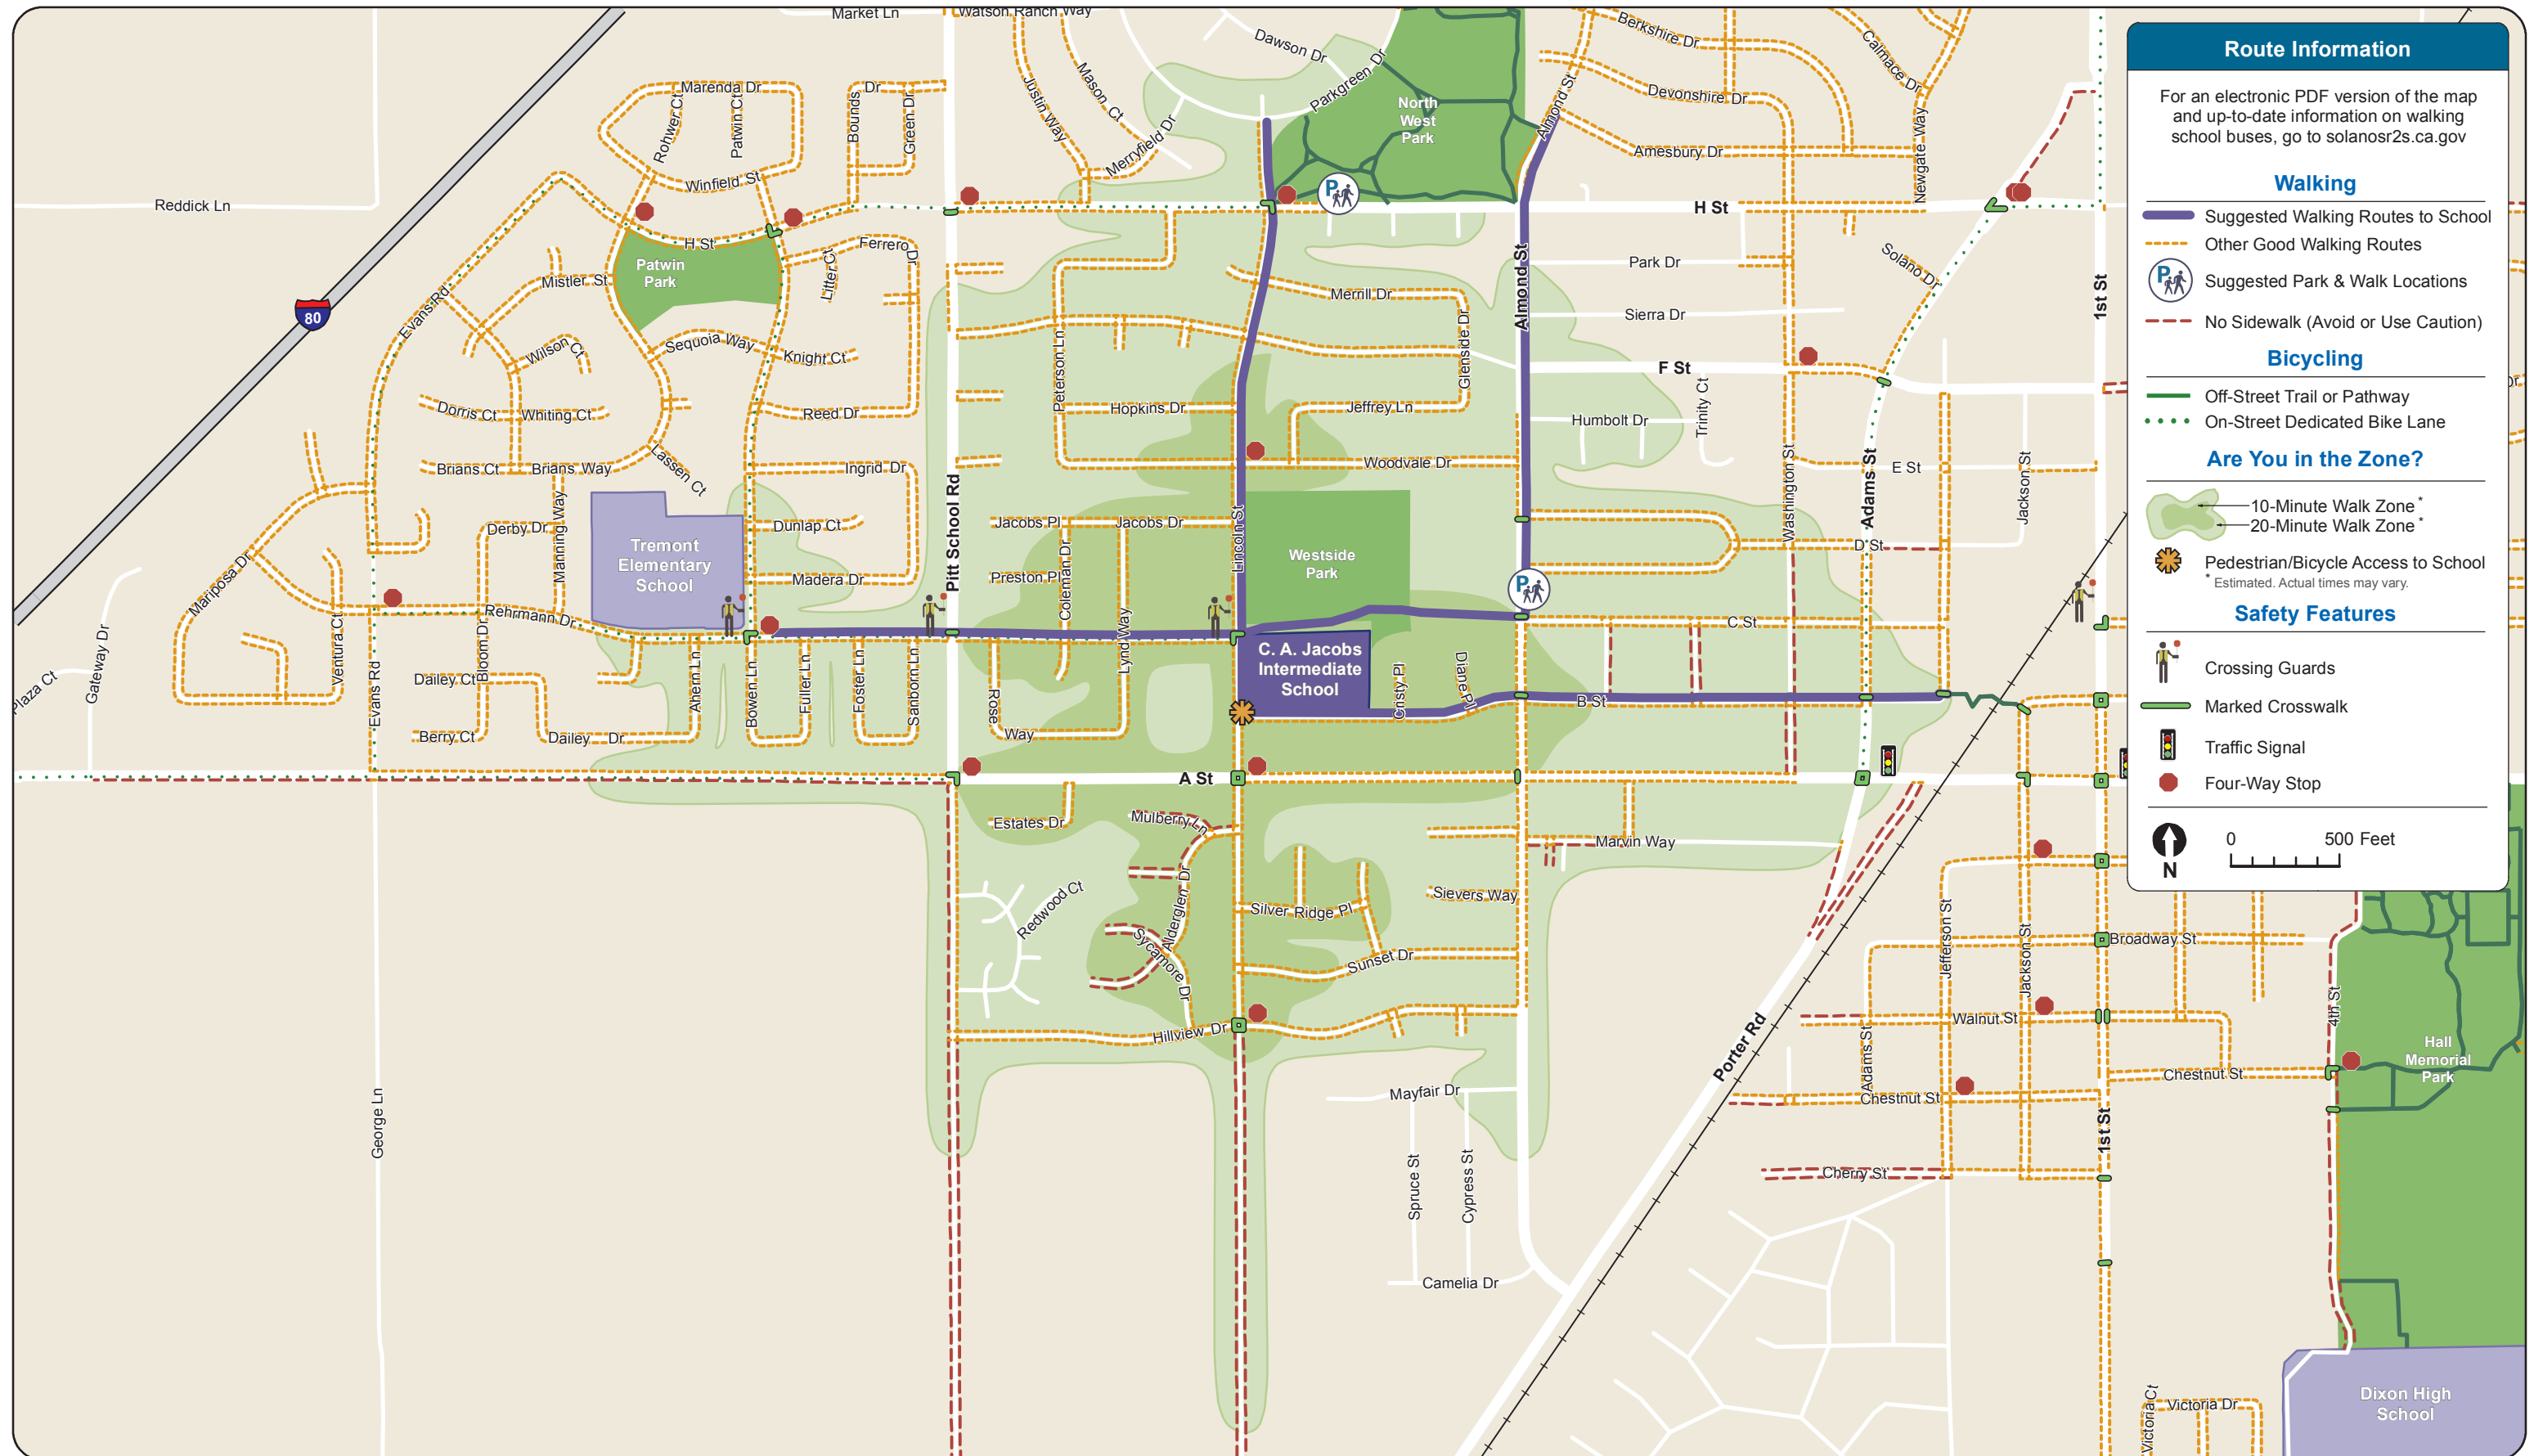 Market Ln
Watson Ranch Way
Dawson Dr
Parkgreen Dr
Berkshire Dr
Calmace Dr
Marenda Dr
Rohwer Ct
Patwin Ct
Bounds
Dr
Green Dr
Justin Way
Mason Ct
Merryfield Dr
North
West
Park
Almond St
Devonshire Dr
Amesbury Dr
Newgate Way
Winfield St
Reddick Ln
H St
H St
Patwin
Park
Ferrero
Dr
Litter Ct
Mistler St
Evans Rd
80
Wilson Ct
Sequoia Way
Knight Ct
Dorris Ct
Whiting Ct
Reed Dr
Brians Ct
Brians Way
Lassen Ct
Ingrid Dr
Peterson Ln
Merrill Dr
Glenside Dr
Hopkins Dr
Jeffrey Ln
Woodvale Dr
Almond St
Park Dr
Sierra Dr
Solano Dr
1st St
F St
Trinity Ct
Humbolt Dr
Washington St
Adams St
E St
Jackson St
D St
Manning Way
Derby Dr
Tremont
Elementary
School
Dunlap Ct
Madera Dr
Pitt School Rd
Jacobs Pl
Jacobs Dr
Preston Pl
Coleman Dr
Lincoln St
Westside
Park
Mariposa Dr
Ventura Ct
Rehrmann Dr
Bloom Dr
Lynd Way
C St
Plaza Ct
Gateway Dr
Evans Rd
Dailey Ct
Berry Ct
Dailey Dr
Ahern Ln
Bowen Ln
Fuller Ln
Foster Ln
Sanborn Ln
Rose
Way
C. A. Jacobs
Intermediate
School
Cristy Pl
Diane Pl
B St
A St
Estates Dr
Mulberry Ln
Marvin Way
Redwood Ct
Alderglen Dr
Sycamore Dr
Silver Ridge Pl
Sievers Way
Sunset Dr
Hillview Dr
Jefferson St
Jackson St
Broadway St
Walnut St
Adams St
Porter Rd
4th St
Hall
Memorial
Park
Chestnut St
Chestnut St
George Ln
Mayfair Dr
Spruce St
Cypress St
Cherry St
1st St
Camelia Dr
Victoria Ct
Victoria Dr
Dixon High
School
Route Information
For an electronic PDF version of the map
and up-to-date information on walking
school buses, go to solanosr2s.ca.gov
Walking
Suggested Walking Routes to School
Other Good Walking Routes
P
Suggested Park & Walk Locations
No Sidewalk (Avoid or Use Caution)
Bicycling
Off-Street Trail or Pathway
On-Street Dedicated Bike Lane
Are You in the Zone?
10-Minute Walk Zone *
20-Minute Walk Zone *
Pedestrian/Bicycle Access to School
* Estimated. Actual times may vary.
Safety Features
Crossing Guards
Marked Crosswalk
Traffic Signal
Four-Way Stop
0 500 Feet
N
P
P